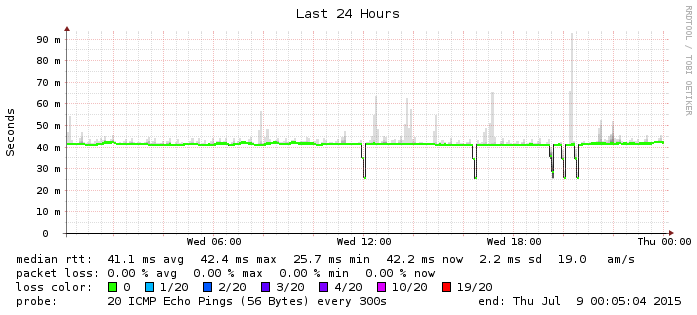 Last 24 Hours
RRDTOOL / TOBI OETIKER
Seconds
90 m
80 m
70 m
60 m
50 m
40 m
30 m
20 m
10 m
0
Wed 06:00 Wed 12:00 Wed 18:00 Thu 00:00
median rtt: 41.1 ms avg 42.4 ms max 25.7 ms min 42.2 ms now 2.2 ms sd 19.0 am/s
packet loss: 0.00 % avg 0.00 % max 0.00 % min 0.00 % now
loss color: 0 1/20 2/20 3/20 4/20 10/20 19/20
probe: 20 ICMP Echo Pings (56 Bytes) every 300s end: Thu Jul 9 00:05:04 2015